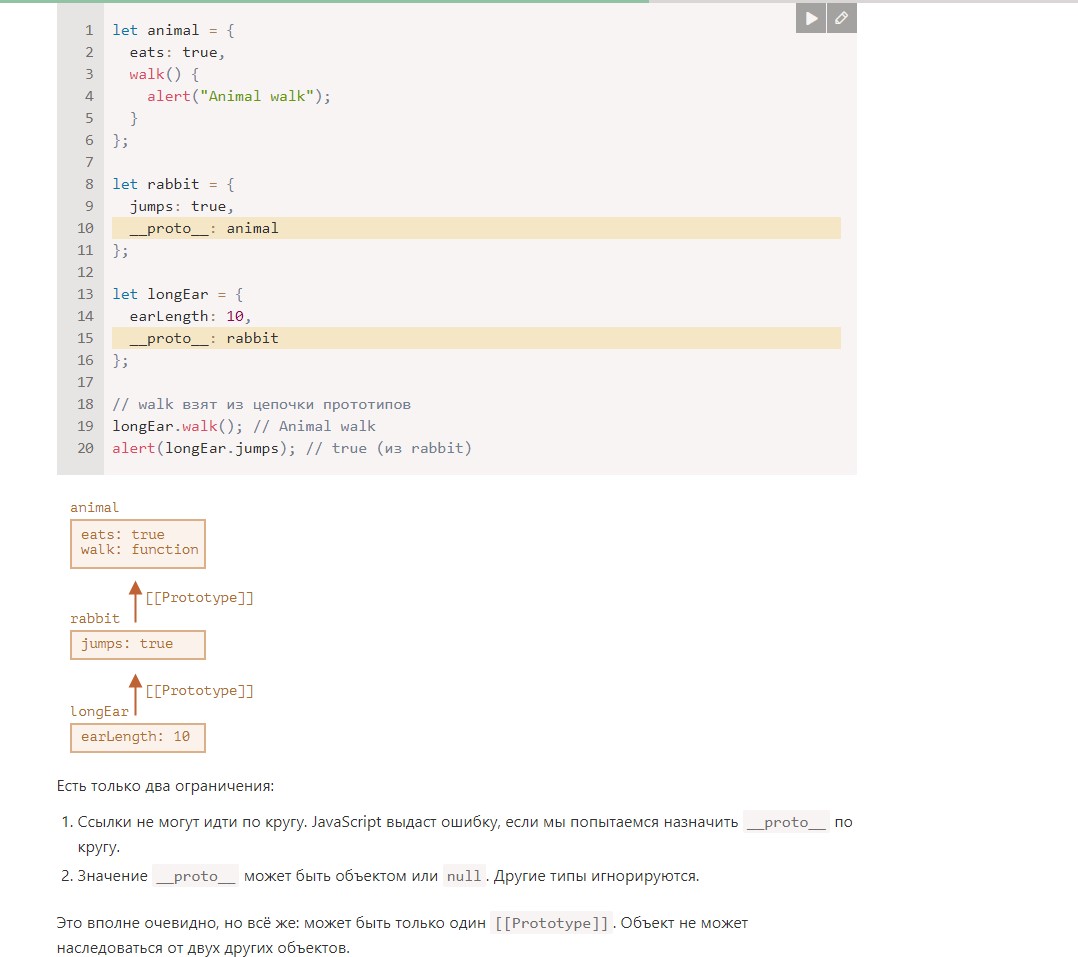 1 let animal = {
2   eats: true,
3   walk() {
4     alert("Animal walk");
5   }
6 };
7
8 let rabbit = {
9   jumps: true,
10   __proto__: animal
11 };
12
13 let longEar = {
14   earLength: 10,
15   __proto__: rabbit
16 };
17
18 // walk взят из цепочки прототипов
19 longEar.walk(); // Animal walk
20 alert(longEar.jumps); // true (из rabbit)
animal
eats: true
walk: function
[[Prototype]]
rabbit
jumps: true
[[Prototype]]
longEar
earLength: 10
Есть только два ограничения:
1. Ссылки не могут идти по кругу. JavaScript выдаст ошибку, если мы попытаемся назначить __proto__ по
кругу.
2. Значение __proto__ может быть объектом или null. Другие типы игнорируются.
Это вполне очевидно, но всё же: может быть только один [[Prototype]]. Объект не может
наследоваться от двух других объектов.